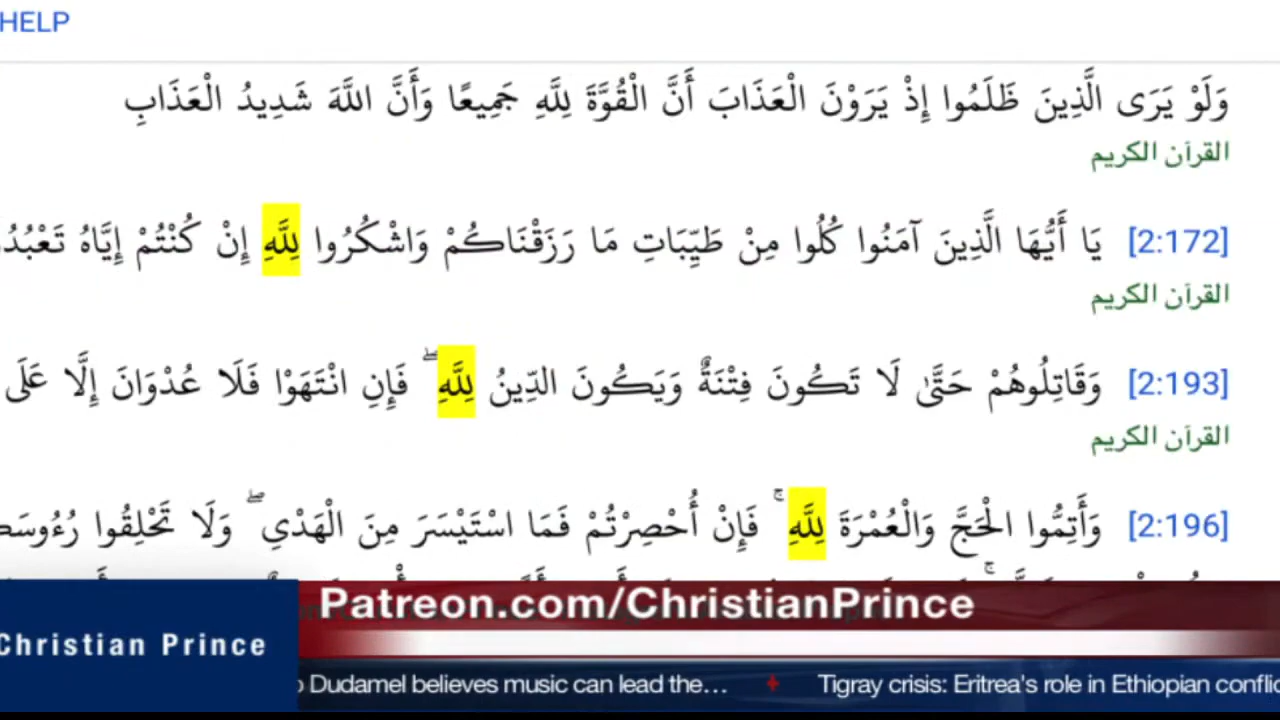 HELP
وَلَوْ يَرَى الَّذِينَ ظَلَمُوا إِذْ يَرَوْنَ الْعَذَابَ أَنَّ الْقُوَّةَ لِلَّهِ جَمِيعًا وَأَنَّ اللَّهَ شَدِيدُ الْعَذَابِ
القرآن الكريم
[2:172] يَا أَيُّهَا الَّذِينَ آمَنُوا كُلُوا مِنْ طَيِّبَاتِ مَا رَزَقْنَاكُمْ وَاشْكُرُوا لِلَّهِ إِنْ كُنْتُمْ إِيَّاهُ تَعْبُدُ
القرآن الكريم
[2:193] وَقَاتِلُوهُمْ حَتَّىٰ لَا تَكُونَ فِتْنَةٌ وَيَكُونَ الدِّينُ لِلَّهِ ۖ فَإِنِ انْتَهَوْا فَلَا عُدْوَانَ إِلَّا عَلَى
القرآن الكريم
[2:196] وَأَتِمُّوا الْحَجَّ وَالْعُمْرَةَ لِلَّهِ ۚ فَإِنْ أُحْصِرْتُمْ فَمَا اسْتَيْسَرَ مِنَ الْهَدْيِ ۖ وَلَا تَحْلِقُوا رُءُوسَ
Patreon.com/ChristianPrince
Christian Prince
Dudamel believes music can lead the... Tigray crisis: Eritrea's role in Ethiopian conflic